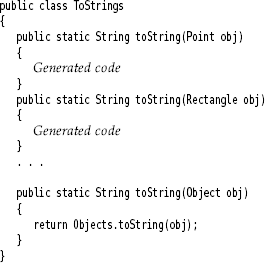 public class ToStrings
{
public static String toString(Point obj)
{
Generated code
}
public static String toString(Rectangle obj)
{
Generated code
}
. . .
public static String toString(Object obj)
{
return Objects.toString(obj);
}
}